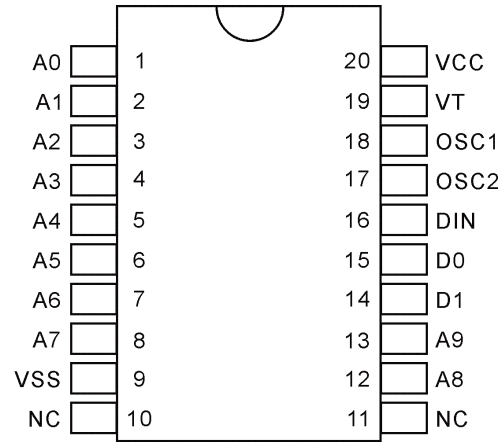 A0 1 20 VCC
A1 2 19 VT
A2 3 18 OSC1
A3 4 17 OSC2
A4 5 16 DIN
A5 6 15 D0
A6 7 14 D1
A7 8 13 A9
VSS 9 12 A8
NC 10 11 NC